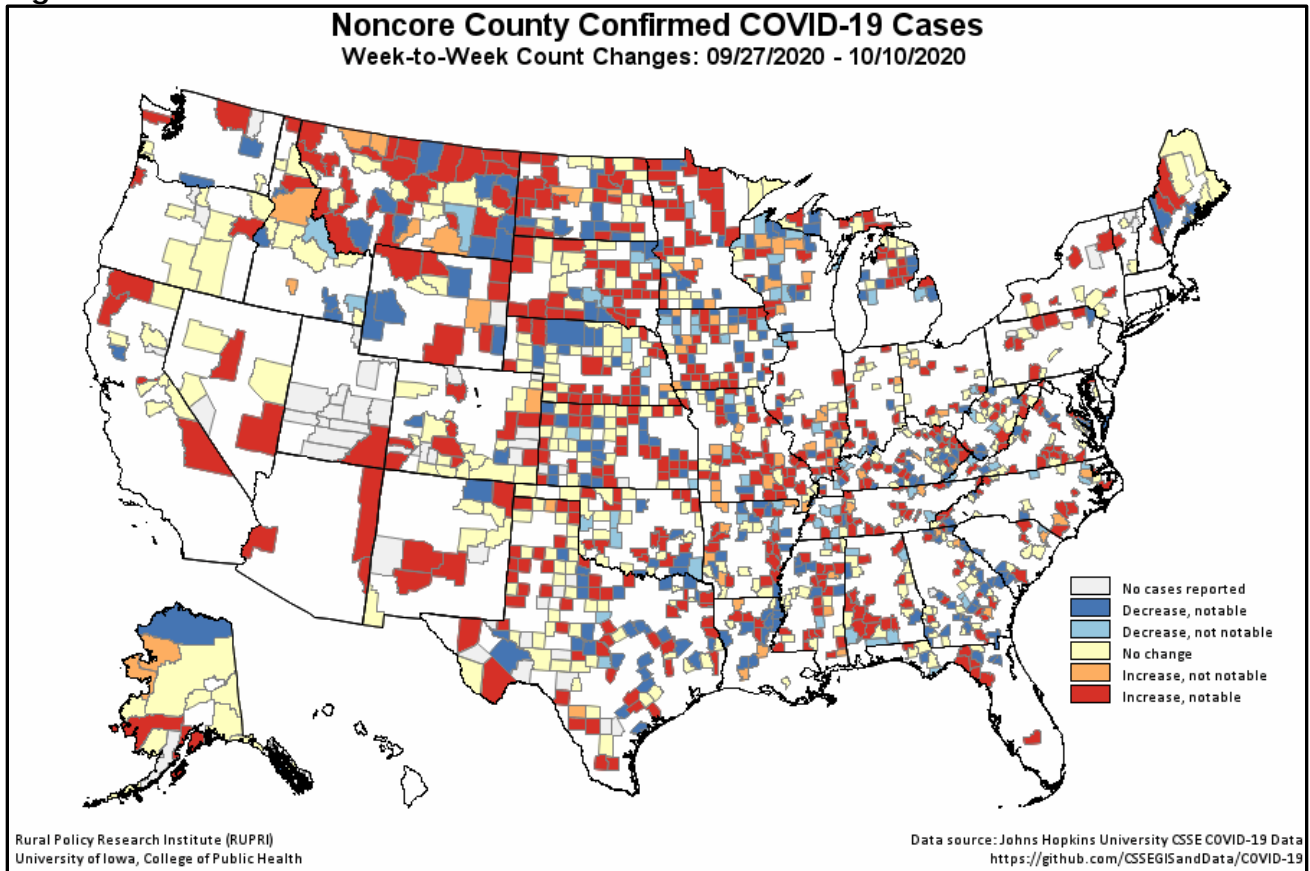 Noncore County Confirmed COVID-19 Cases
Week-to-Week Count Changes: 09/27/2020 - 10/10/2020
No cases reported
Decrease, notable
Decrease, not notable
No change
Increase, not notable
Increase, notable
Rural Policy Research Institute (RUPRI)
University of Iowa, College of Public Health
Data source: Johns Hopkins University CSSE COVID-19 Data
https://github.com/CSSEGISandData/COVID-19